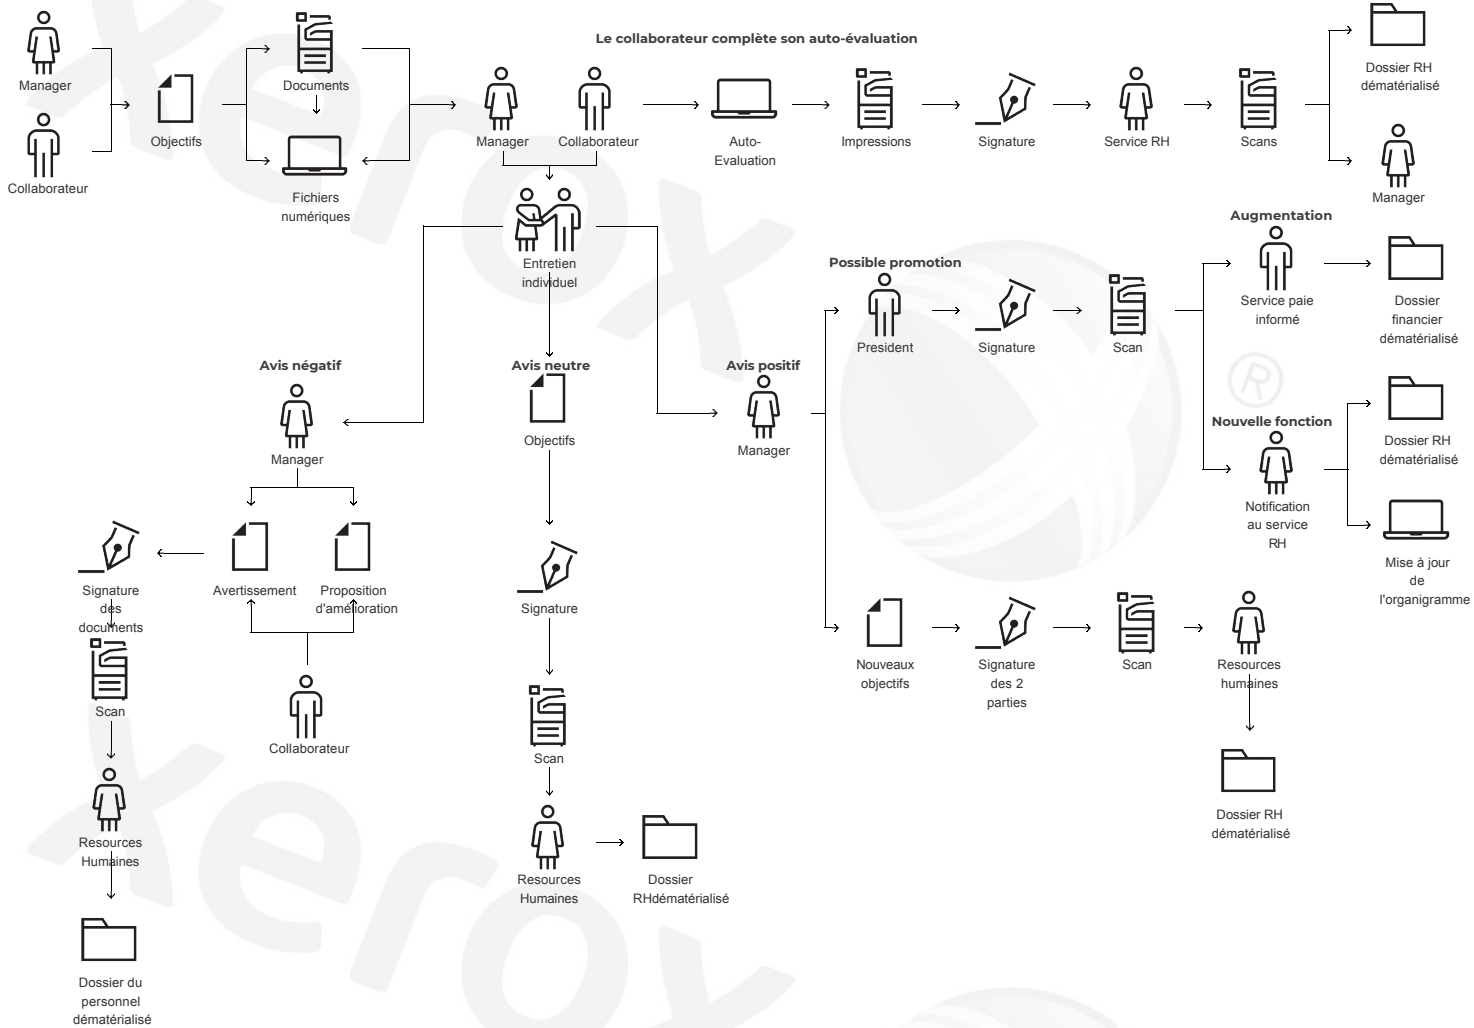 Le collaborateur complète son auto-évaluation
Manager
Collaborateur
Objectifs
Documents
Fichiers
numériques
Manager
Collaborateur
Auto-
Evaluation
Impressions
Signature
Service RH
Scans
Dossier RH
dématérialisé
Manager
Entretien
individuel
Avis négatif
Manager
Avertissement
Proposition
d'amélioration
Collaborateur
Signature
des
documents
Scan
Resources
Humaines
Dossier du
personnel
dématérialisé
Avis neutre
Objectifs
Signature
Scan
Resources
Humaines
Dossier
RHdématérialisé
Avis positif
Manager
Possible promotion
President
Signature
Scan
Augmentation
Service paie
informé
Dossier
financier
dématérialisé
Nouvelle fonction
Notification
au service
RH
Dossier RH
dématérialisé
Mise à jour
de
l'organigramme
Nouveaux
objectifs
Signature
des 2
parties
Scan
Resources
humaines
Dossier RH
dématérialisé
xerox
®
xerox